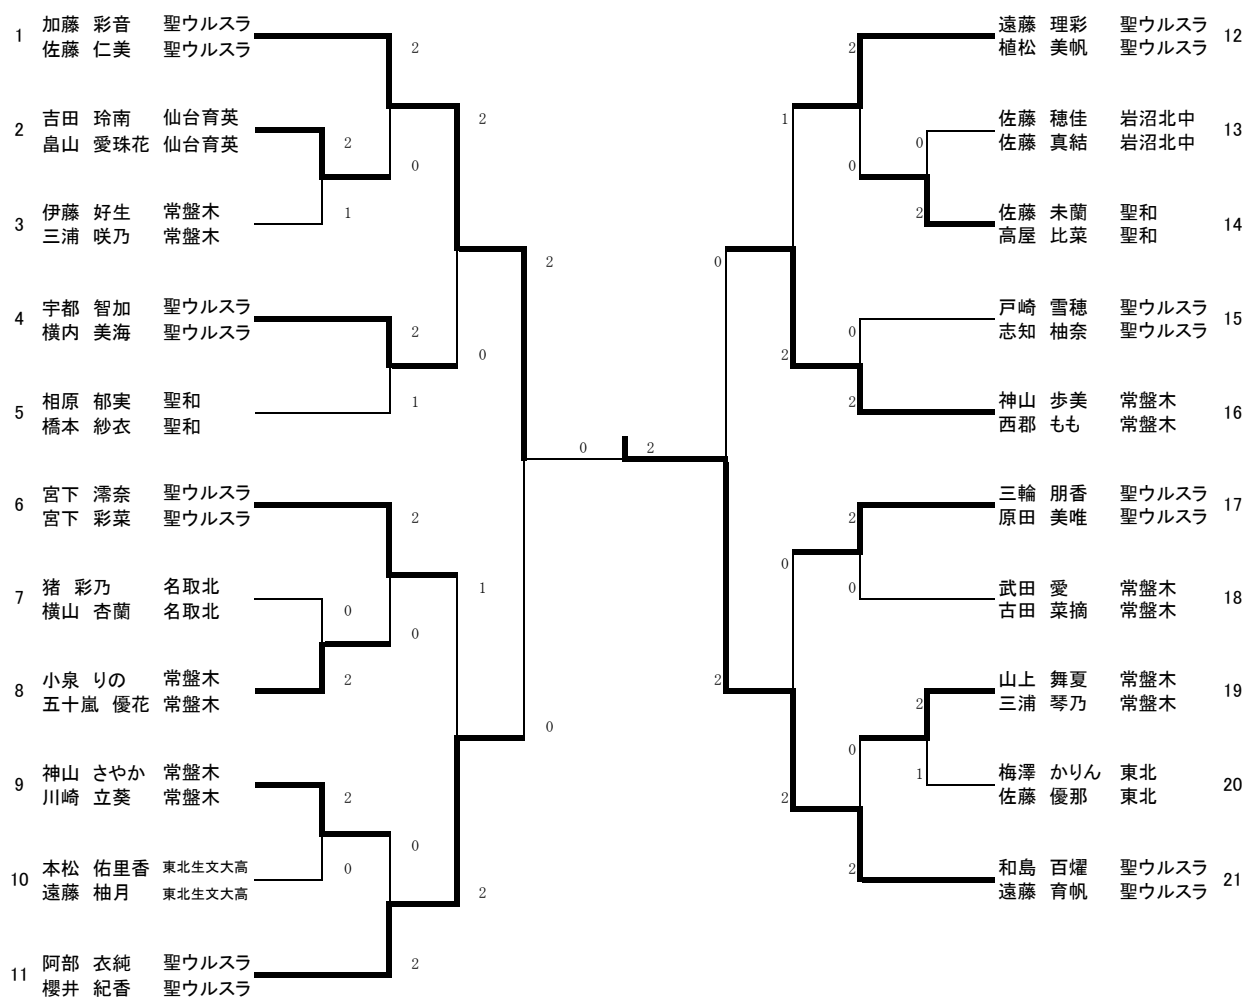 1 加藤 彩音 聖ウルスラ
佐藤 仁美 聖ウルスラ
2 吉田 玲南 仙台育英
畠山 愛珠花 仙台育英
3 伊藤 好生 常盤木
三浦 咲乃 常盤木
4 宇都 智加 聖ウルスラ
横内 美海 聖ウルスラ
5 相原 郁実 聖和
橋本 紗衣 聖和
6 宮下 澪奈 聖ウルスラ
宮下 彩菜 聖ウルスラ
7 猪 彩乃 名取北
横山 杏蘭 名取北
8 小泉 りの 常盤木
五十嵐 優花 常盤木
9 神山 さやか 常盤木
川崎 立葵 常盤木
10 本松 佑里香 東北生文大高
遠藤 柚月 東北生文大高
11 阿部 衣純 聖ウルスラ
櫻井 紀香 聖ウルスラ
2
2
2
0
1
2
2
0
1
0
2
1
0
0
2
0
2
0
0
2
2
0 2
遠藤 理彩 聖ウルスラ 12
植松 美帆 聖ウルスラ
佐藤 穂佳 岩沼北中 13
佐藤 真結 岩沼北中
佐藤 未蘭 聖和 14
高屋 比菜 聖和
戸崎 雪穂 聖ウルスラ 15
志知 柚奈 聖ウルスラ
神山 歩美 常盤木 16
西郡 もも 常盤木
三輪 朋香 聖ウルスラ 17
原田 美唯 聖ウルスラ
武田 愛 常盤木 18
古田 菜摘 常盤木
山上 舞夏 常盤木 19
三浦 琴乃 常盤木
梅澤 かりん 東北 20
佐藤 優那 東北
和島 百燿 聖ウルスラ 21
遠藤 育帆 聖ウルスラ
2
1
0
0
2
0
0
2
2
2
0
0
2
2
0
1
2
2